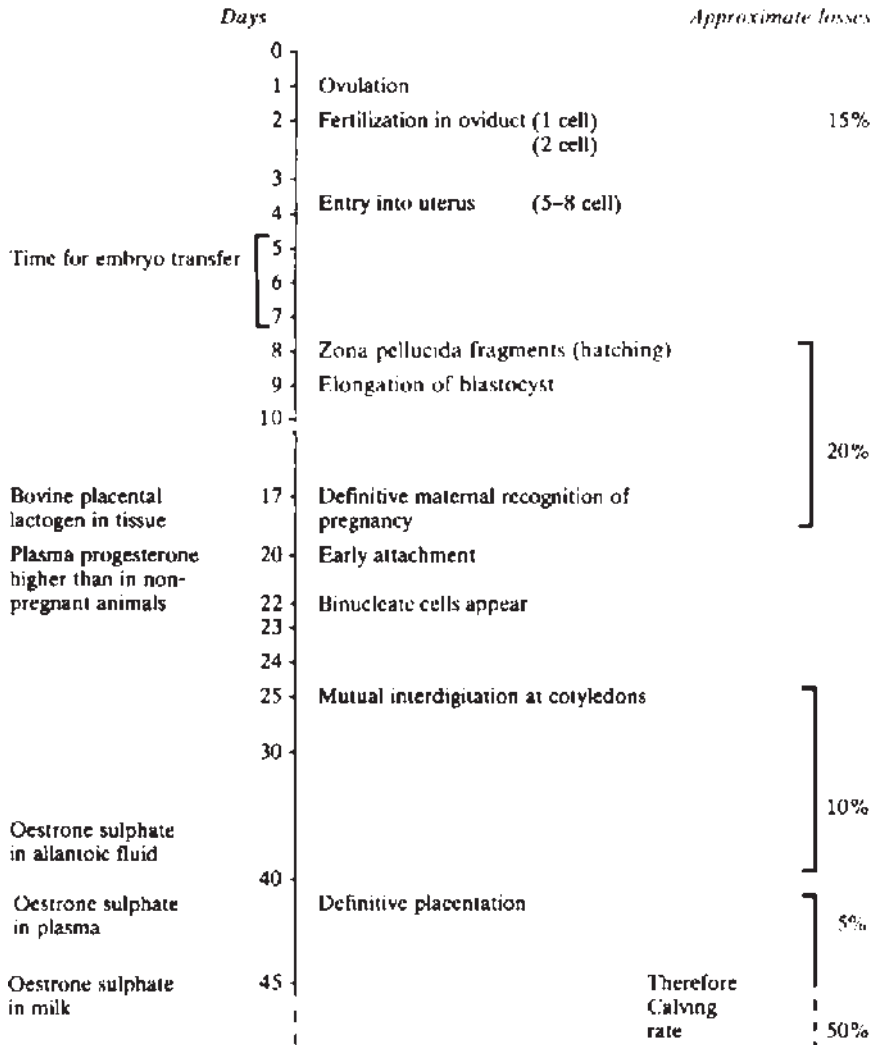 Days Approximate losses
0
1 Ovulation
2 Fertilization in oviduct (1 cell) 15%
(2 cell)
3
Entry into uterus (5–8 cell)
4
5
Time for embryo transfer
6
7
8 Zona pellucida fragments (hatching)
9 Elongation of blastocyst
10
20%
Bovine placental 17 Definitive maternal recognition of
lactogen in tissue pregnancy
Plasma progesterone 20 Early attachment
higher than in non-
pregnant animals 22 Binucleate cells appear
23
24
25 Mutual interdigitation at cotyledons
30
10%
Oestrone sulphate
in allantoic fluid
40
Oestrone sulphate Definitive placentation
in plasma 5%
Oestrone sulphate 45 Therefore
in milk Calving
rate 50%